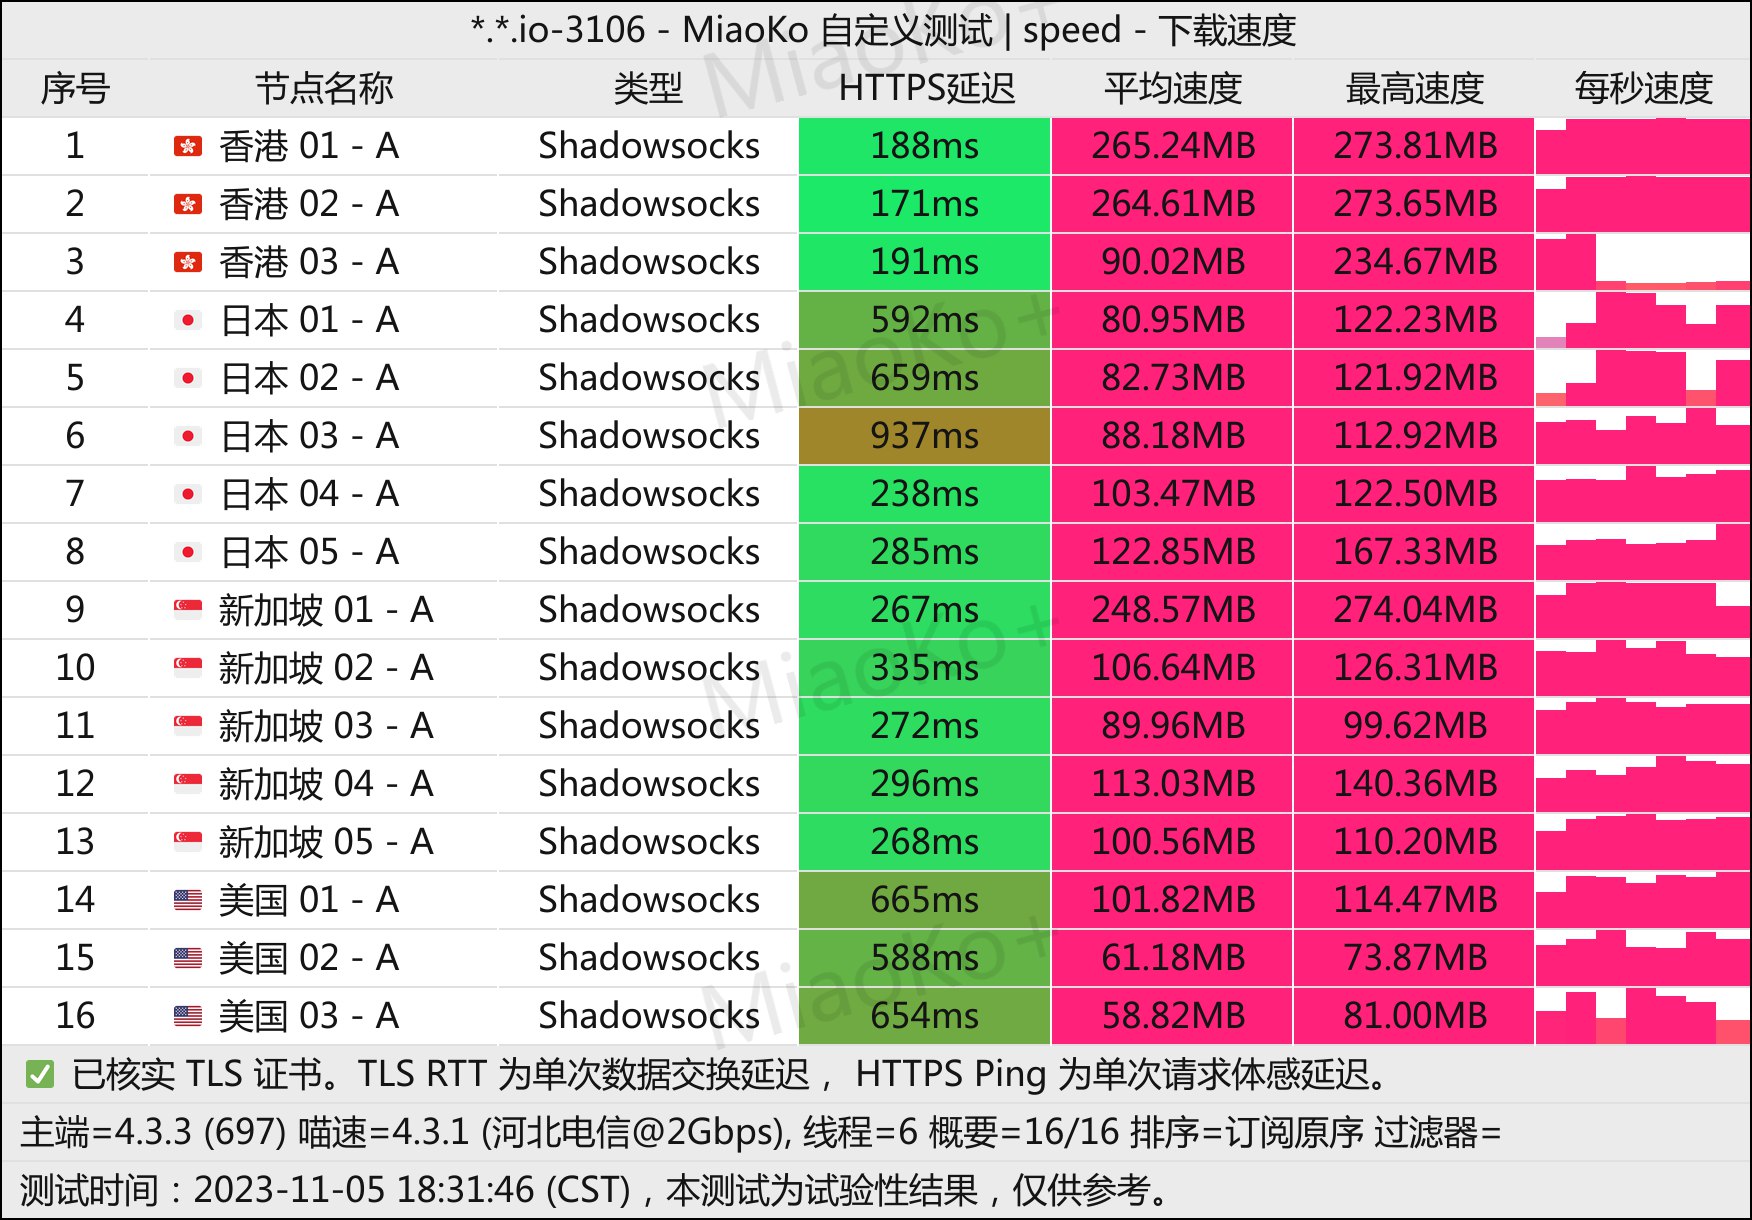 *.*.io-3106 - MiaoKo 自定义测试 | speed - 下载速度
序号 节点名称 类型 HTTPS延迟 平均速度 最高速度 每秒速度
1 香港 01 - A Shadowsocks 188ms 265.24MB 273.81MB
2 香港 02 - A Shadowsocks 171ms 264.61MB 273.65MB
3 香港 03 - A Shadowsocks 191ms 90.02MB 234.67MB
4 日本 01 - A Shadowsocks 592ms 80.95MB 122.23MB
5 日本 02 - A Shadowsocks 659ms 82.73MB 121.92MB
6 日本 03 - A Shadowsocks 937ms 88.18MB 112.92MB
7 日本 04 - A Shadowsocks 238ms 103.47MB 122.50MB
8 日本 05 - A Shadowsocks 285ms 122.85MB 167.33MB
9 新加坡 01 - A Shadowsocks 267ms 248.57MB 274.04MB
10 新加坡 02 - A Shadowsocks 335ms 106.64MB 126.31MB
11 新加坡 03 - A Shadowsocks 272ms 89.96MB 99.62MB
12 新加坡 04 - A Shadowsocks 296ms 113.03MB 140.36MB
13 新加坡 05 - A Shadowsocks 268ms 100.56MB 110.20MB
14 美国 01 - A Shadowsocks 665ms 101.82MB 114.47MB
15 美国 02 - A Shadowsocks 588ms 61.18MB 73.87MB
16 美国 03 - A Shadowsocks 654ms 58.82MB 81.00MB
✅ 已核实 TLS 证书。TLS RTT 为单次数据交换延迟，HTTPS Ping 为单次请求体感延迟。
主端=4.3.3 (697) 喵速=4.3.1 (河北电信@2Gbps), 线程=6 概要=16/16 排序=订阅原序 过滤器=
测试时间：2023-11-05 18:31:46 (CST)，本测试为试验性结果，仅供参考。
MiaoKo+
MiaoKo+
MiaoKo+
MiaoKo+